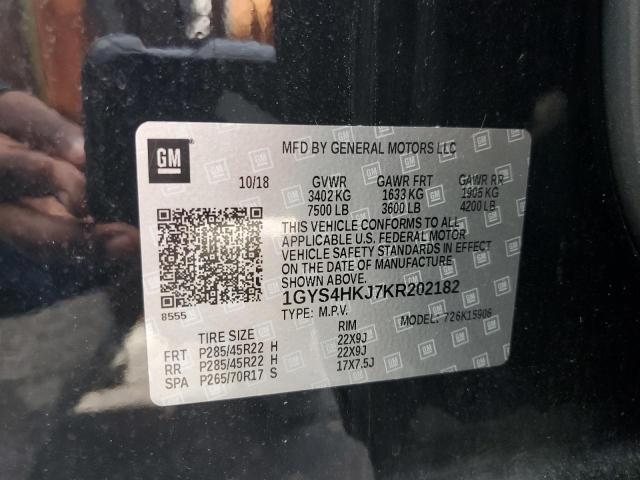 GM
MFD BY GENERAL MOTORS LLC
10/18 GVWR GAWR FRT GAWR RR
3402 KG 1633 KG 1905 KG
7500 LB 3600 LB 4200 LB
THIS VEHICLE CONFORMS TO ALL
APPLICABLE U.S. FEDERAL MOTOR
VEHICLE SAFETY STANDARDS IN EFFECT
ON THE DATE OF MANUFACTURE
SHOWN ABOVE.
1GYS4HKJ7KR202182
8555
TYPE: M.P.V. MODEL: 726K15906
TIRE SIZE RIM
FRT P285/45R22 H 22X9J
RR P285/45R22 H 22X9J
SPA P265/70R17 S 17X7.5J